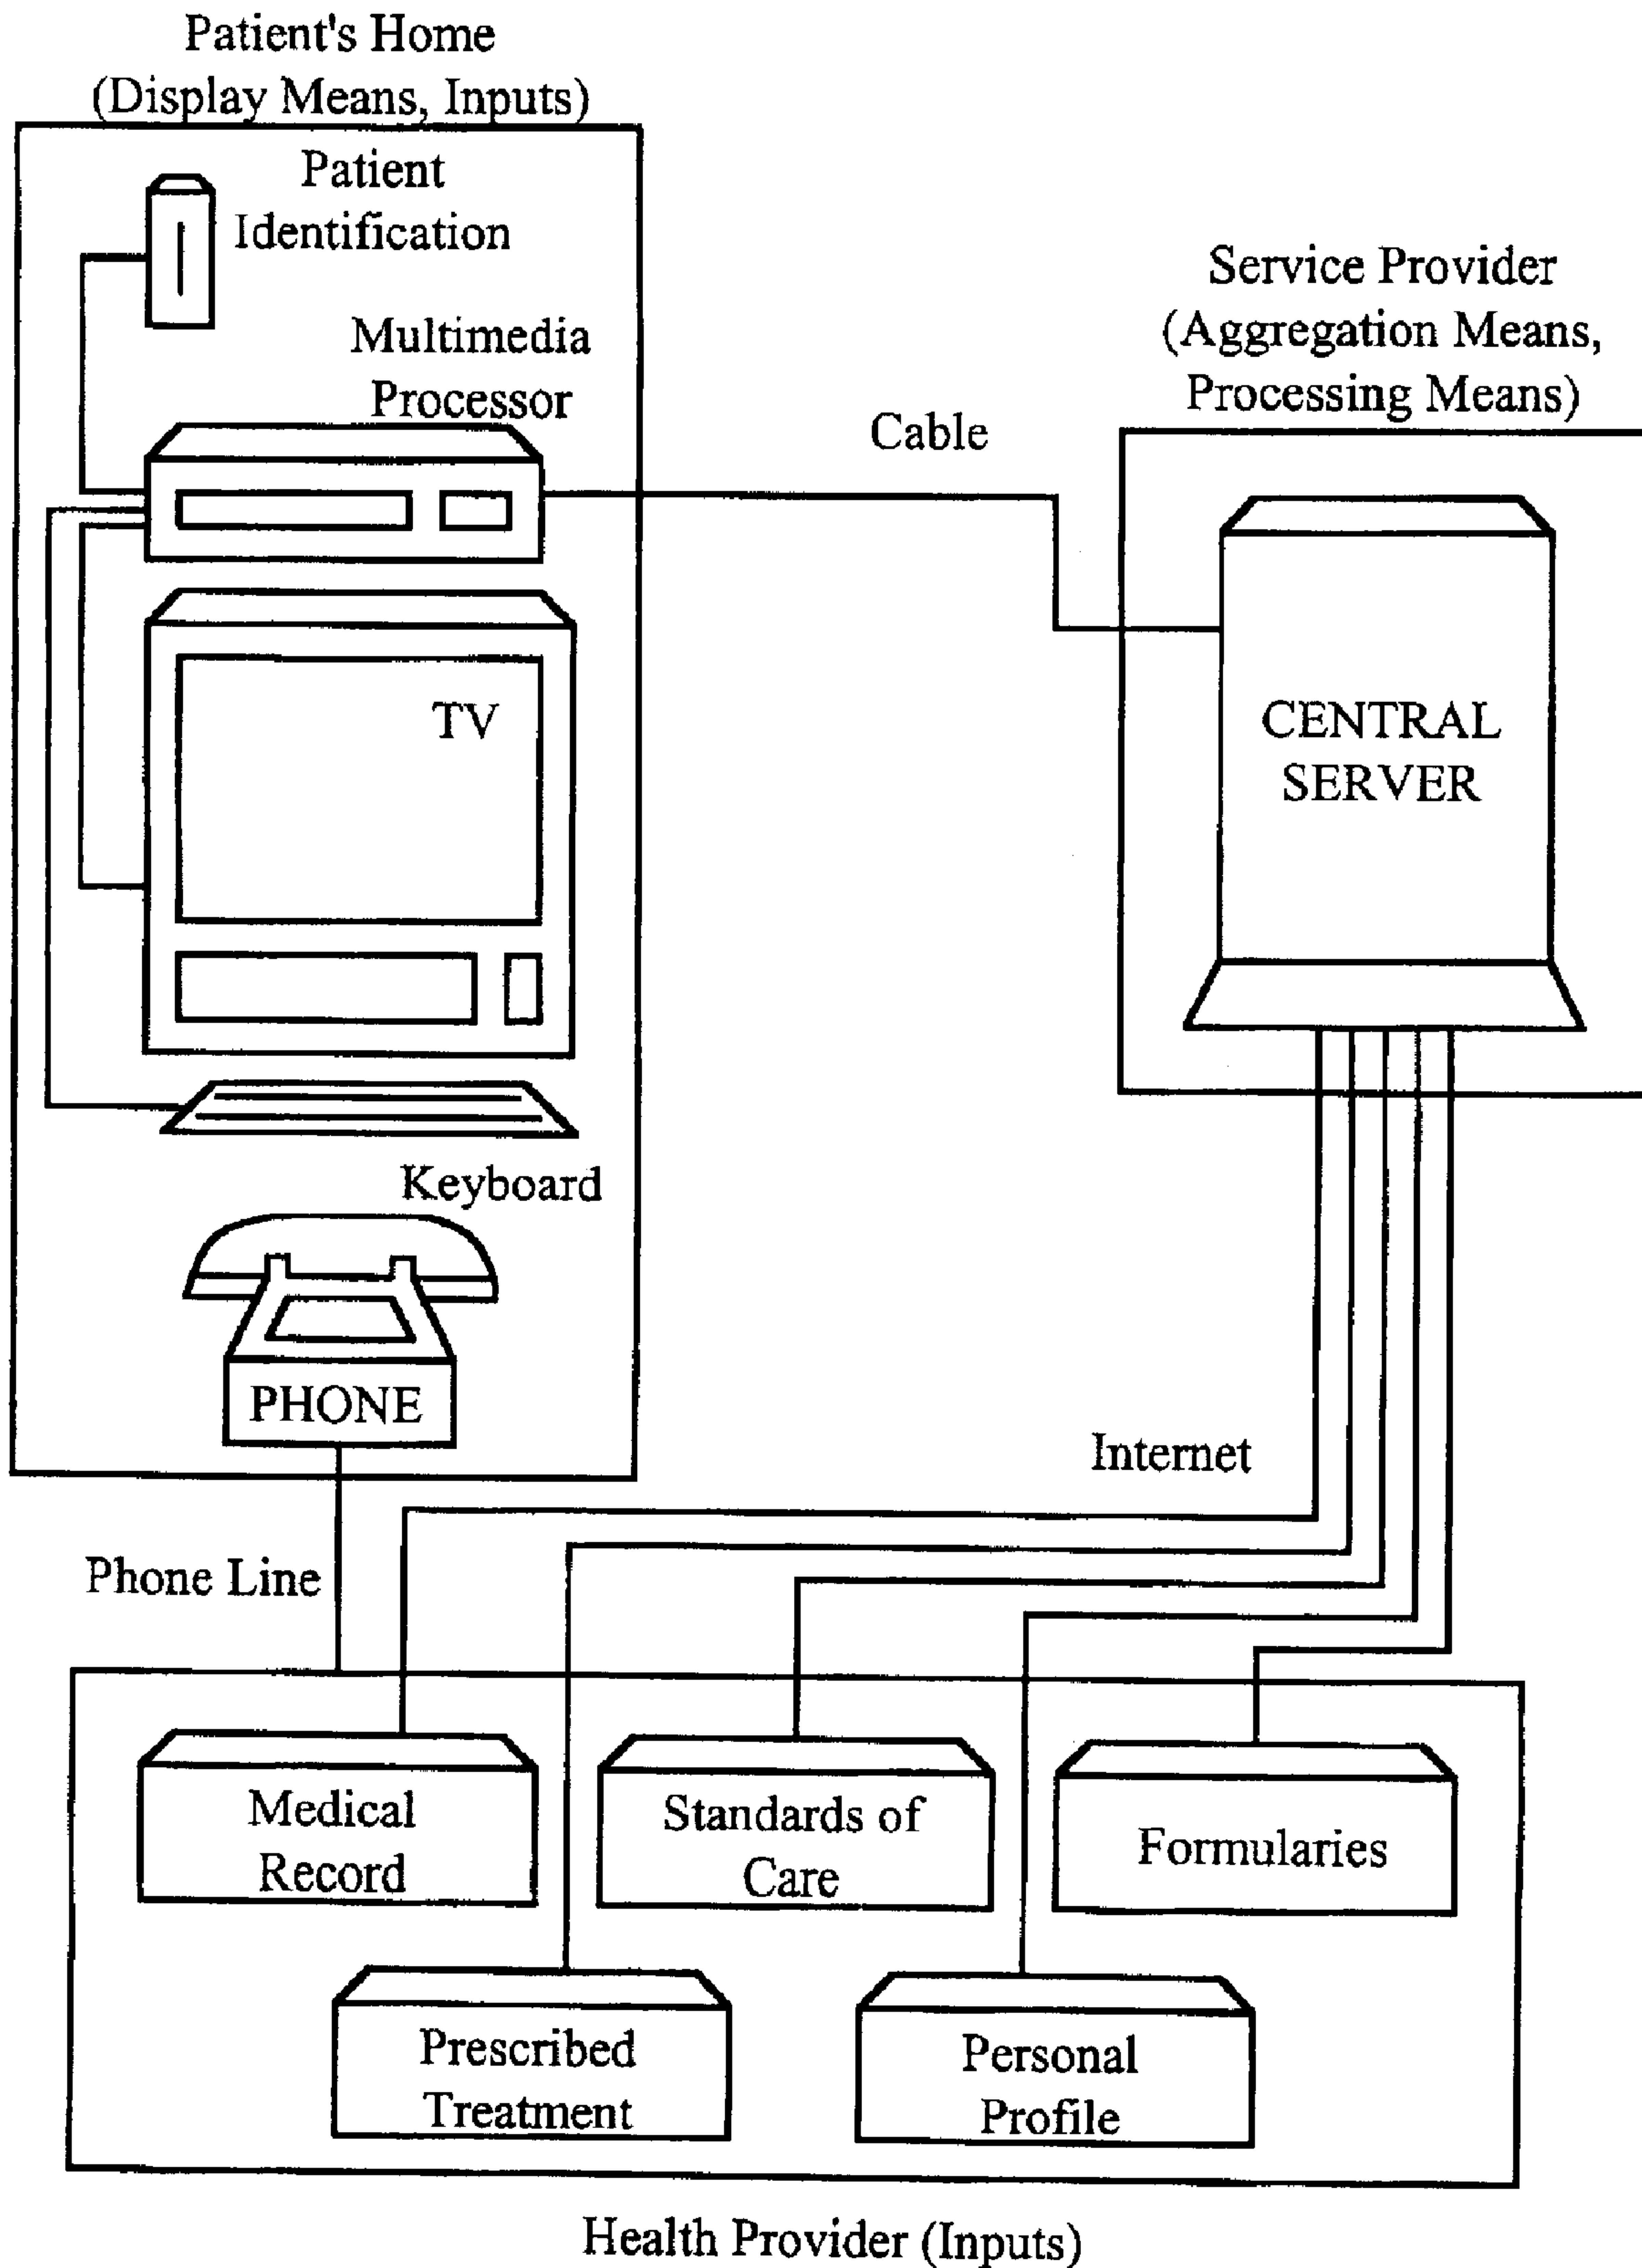 Patient's Home
(Display Means, Inputs)
Patient
Identification
Multimedia
Processor
TV
Keyboard
PHONE
Cable
Service Provider
(Aggregation Means,
Processing Means)
CENTRAL
SERVER
Internet
Phone Line
Medical
Record
Standards of
Care
Formularies
Prescribed
Treatment
Personal
Profile
Health Provider (Inputs)